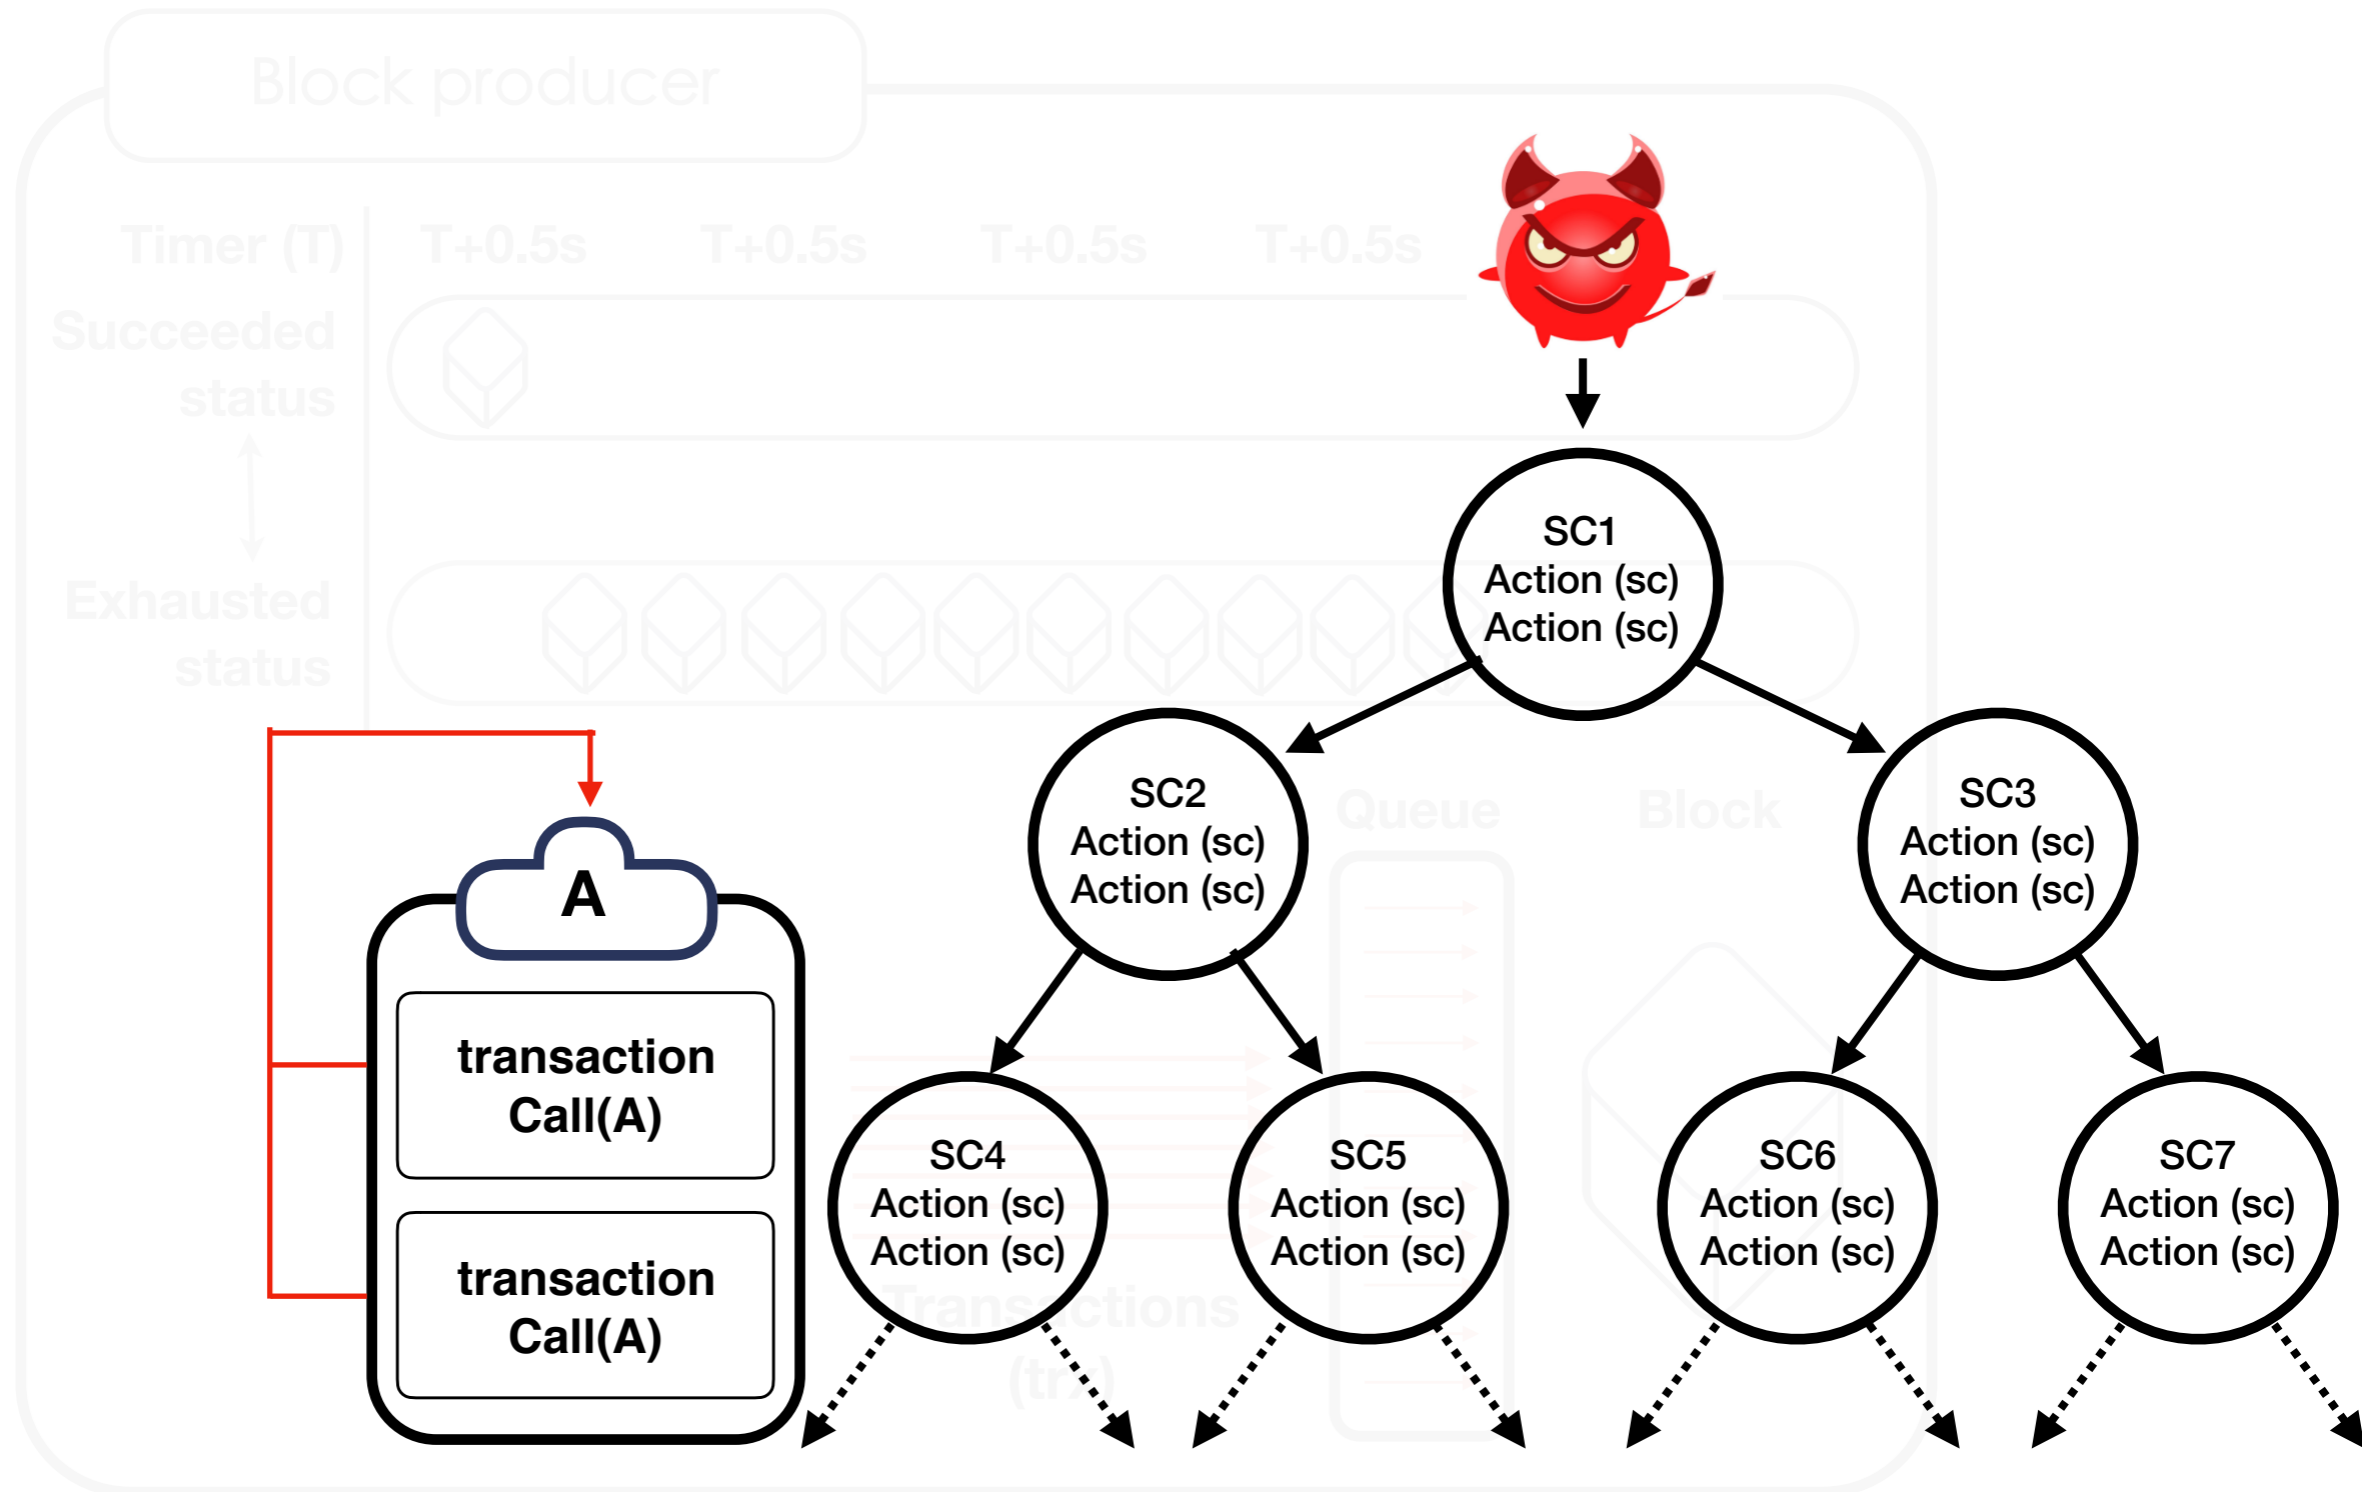 Block producer
Timer (T)
T+0.5s
T+0.5s
T+0.5s
T+0.5s
Succeeded
status
Exhausted
status
SC1
Action (sc)
Action (sc)
SC2
Action (sc)
Action (sc)
Queue
Block
SC3
Action (sc)
Action (sc)
A
transaction
Call(A)
transaction
Call(A)
SC4
Action (sc)
Action (sc)
SC5
Action (sc)
Action (sc)
SC6
Action (sc)
Action (sc)
SC7
Action (sc)
Action (sc)
Transactions
(trx)